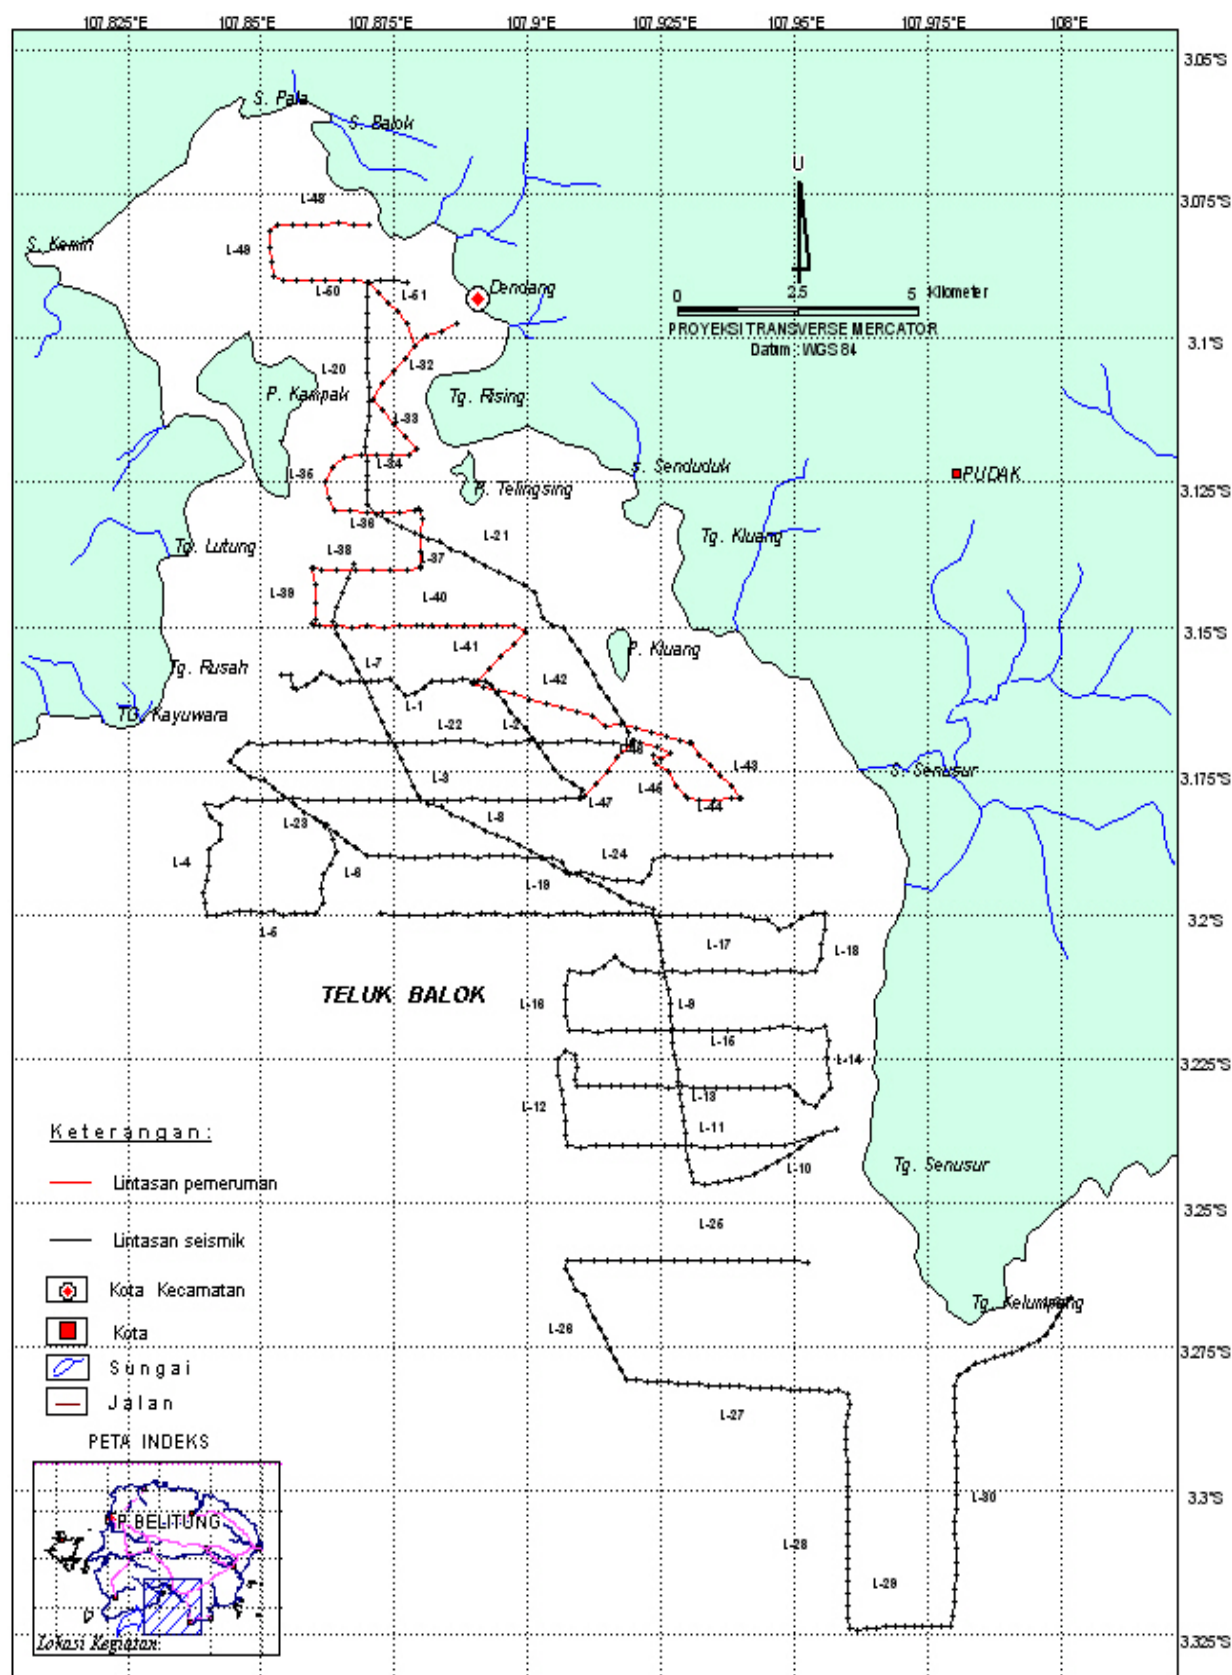 107.825°E 107.85°E 107.875°E 107.9°E 107.925°E 107.95°E 107.975°E 108°E
3.05°S
S. Pala
S. Balok
U
3.075°S
L-48
S. Kemiri
L-49
L-50
L-51
Dendang
0 2.5 5 Kilometer
PROYEKSI TRANSVERSE MERCATOR
Datum : WGS 84
3.1°S
L-20
L-32
P. Kampak
Tg. Rising
L-33
L-34
L-35
s. Senduduk
PUDAK
P. Telingsing
3.125°S
L-36
L-21
Tg. Kluang
Tg. Lutung
L-38
L-37
L-39
L-40
3.15°S
L-41
P. Kluang
L-7
Tg. Rusah
L-42
L-1
TG. Kayuwara
L-22
L-2
L-3
L-43
S. Senusur
3.175°S
L-45
L-47
L-44
L-8
L-23
L-24
L-4
L-6
L-19
3.2°S
L-5
L-17
L-18
TELUK BALOK
L-16
L-9
L-15
L-14
3.225°S
L-13
L-12
L-11
Keterangan:
L-10
Tg. Senusur
Lintasan pemeruman
3.25°S
L-25
Lintasan seismik
Kota Kecamatan
Tg. Kelumpang
Kota
L-26
3.275°S
Sungai
Jalan
L-27
PETA INDEKS
3.3°S
L-30
P. BELITUNG
L-28
L-29
3.325°S
Lokasi Kegiatan: